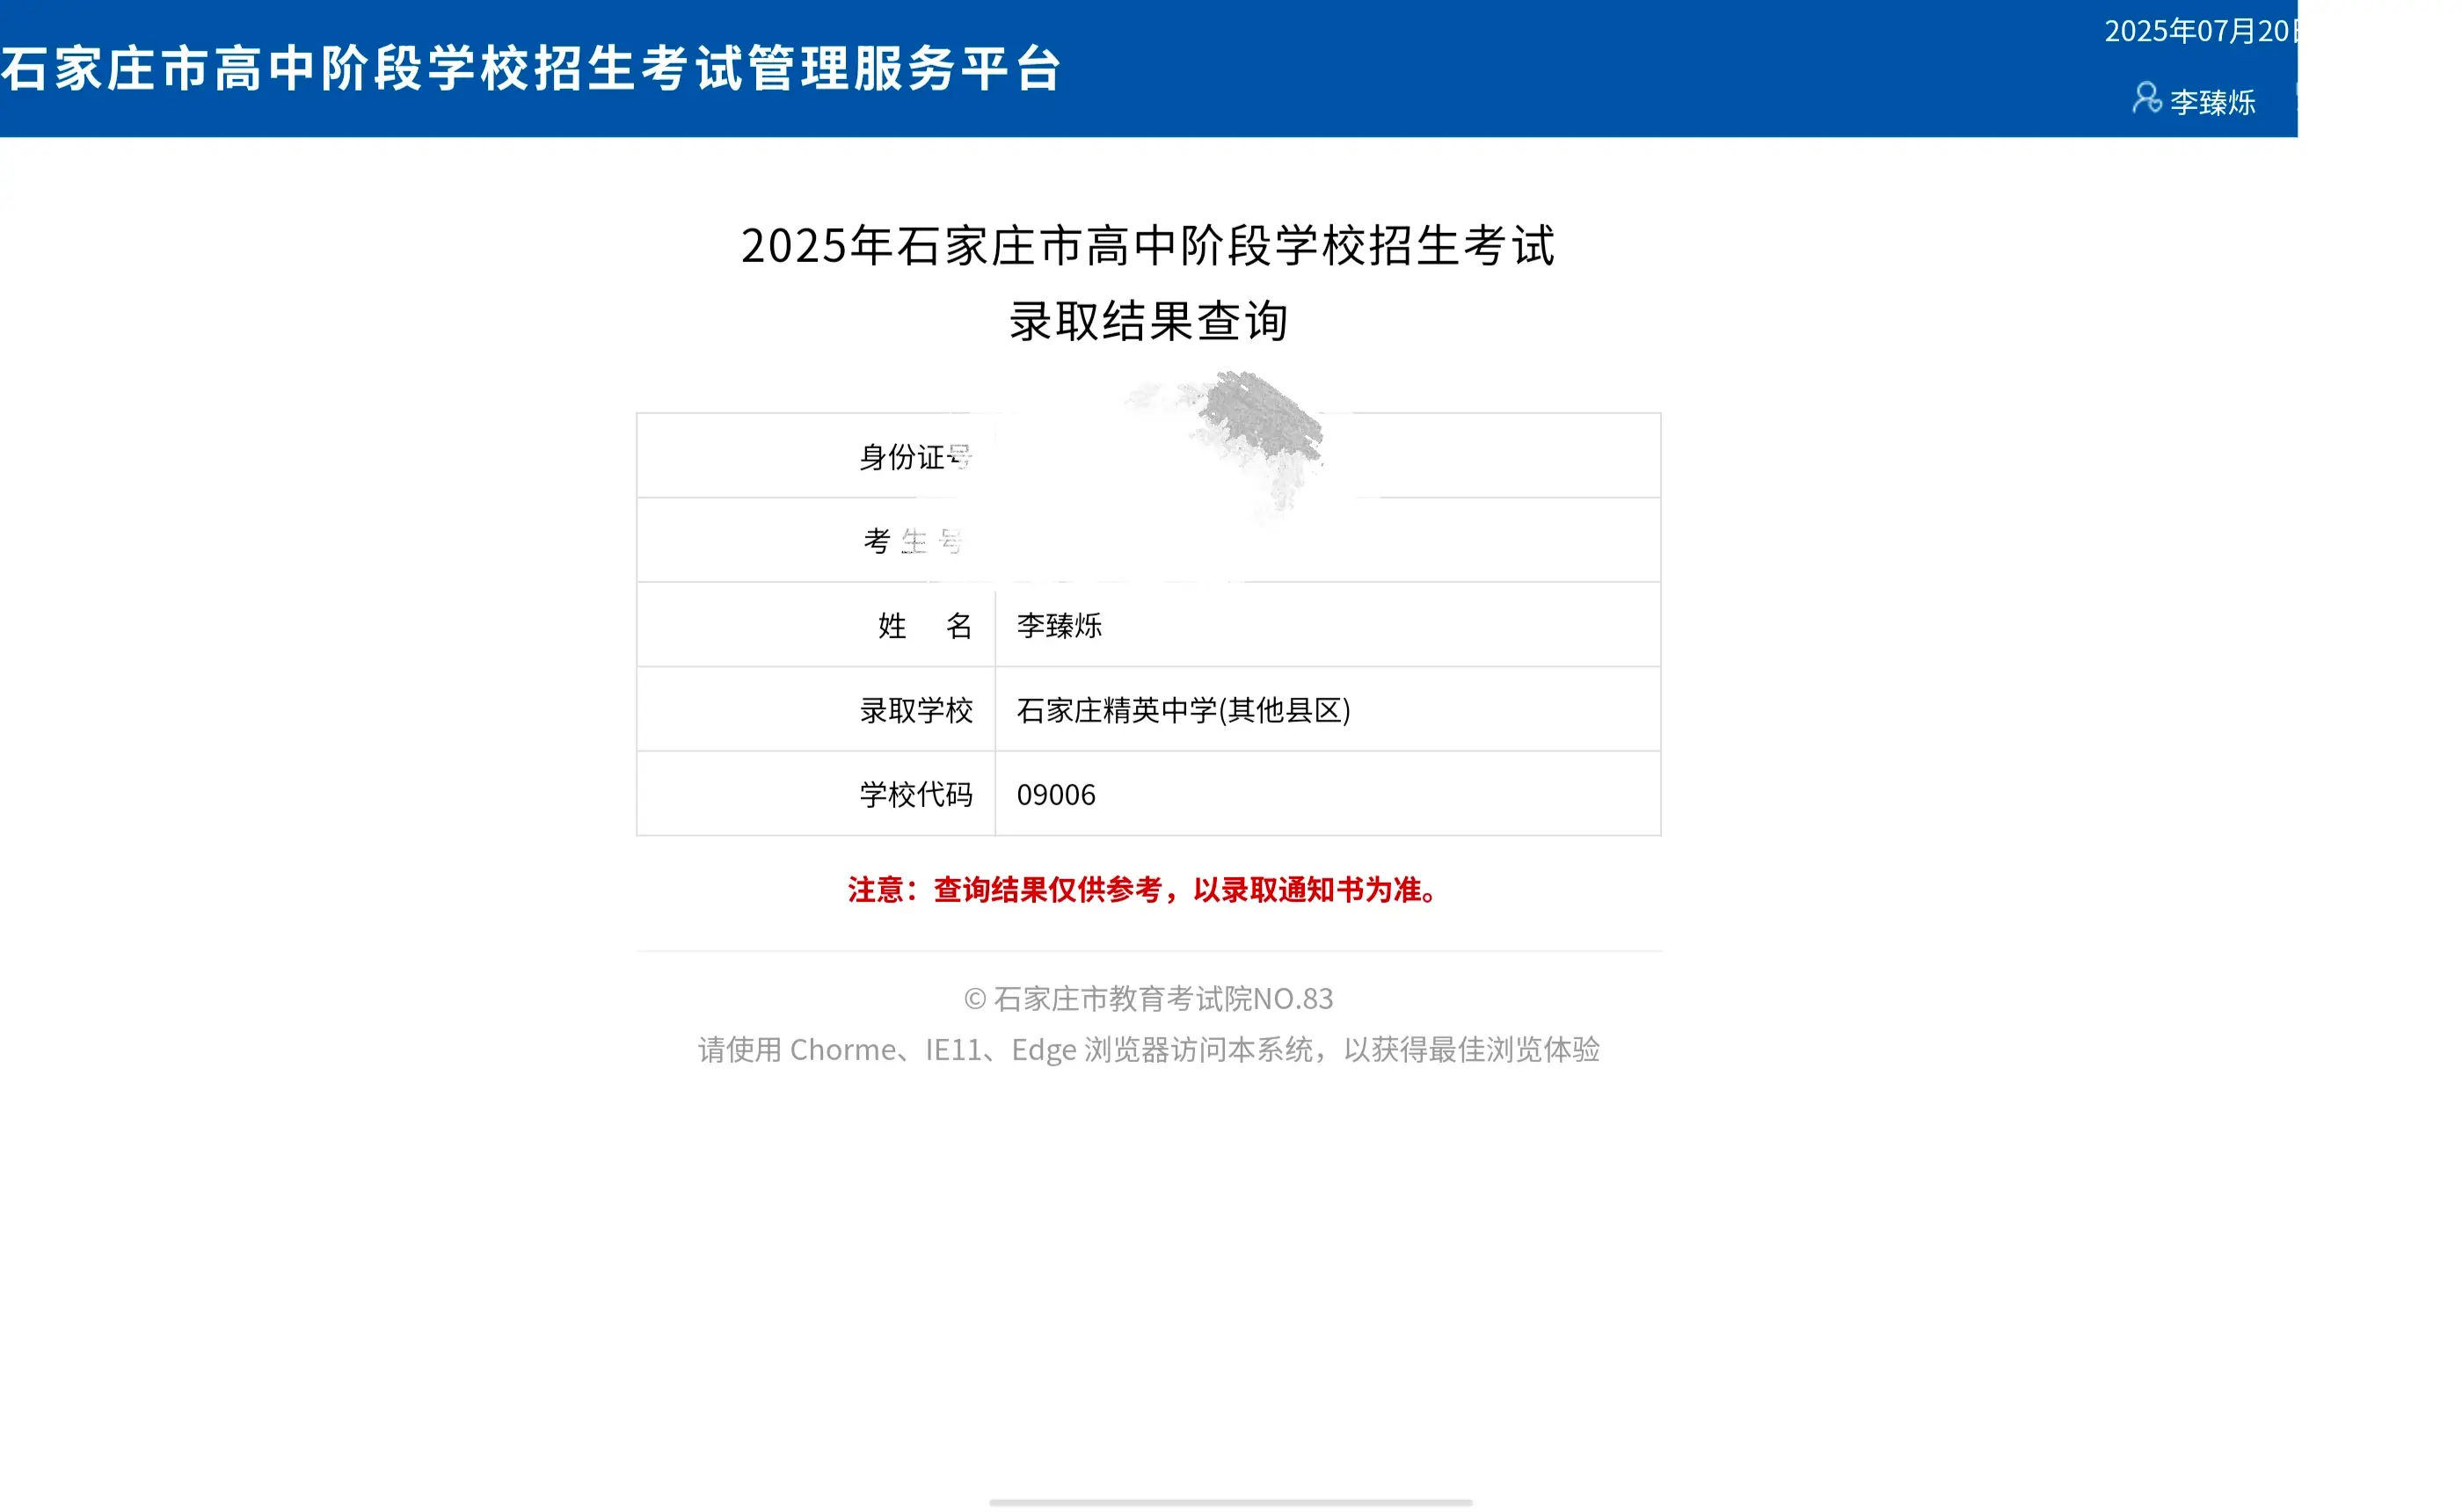 2025年07月20日
石家庄市高中阶段学校招生考试管理服务平台
李臻烁
2025年石家庄市高中阶段学校招生考试
录取结果查询
身份证号
考生号
姓 名 李臻烁
录取学校 石家庄精英中学(其他县区)
学校代码 09006
注意：查询结果仅供参考，以录取通知书为准。
© 石家庄市教育考试院NO.83
请使用 Chorme、IE11、Edge 浏览器访问本系统，以获得最佳浏览体验